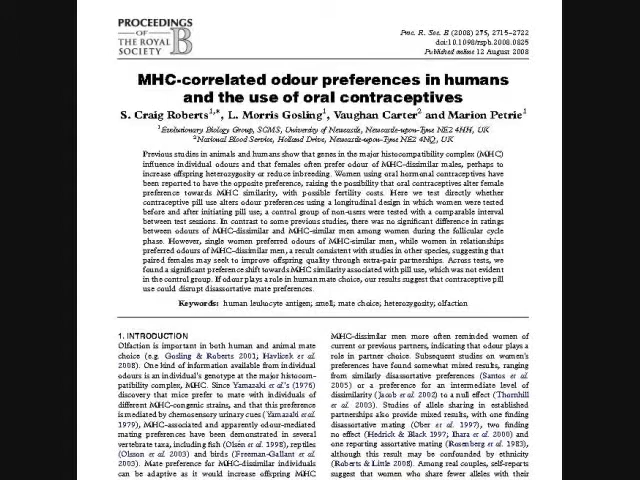 PROCEEDINGS
OF
THE ROYAL
SOCIETY
B
Proc. R. Soc. B (2008) 275, 2715–2722
doi:10.1098/rspb.2008.0825
Published online 12 August 2008
MHC-correlated odour preferences in humans
and the use of oral contraceptives
S. Craig Roberts1,*, L. Morris Gosling1, Vaughan Carter2 and Marion Petrie1
1Evolutionary Biology Group, SCMS, University of Newcastle, Newcastle-upon-Tyne NE2 4HH, UK
2National Blood Service, Holland Drive, Newcastle-upon-Tyne NE2 4NQ, UK
Previous studies in animals and humans show that genes in the major histocompatibility complex (MHC)
influence individual odours and that females often prefer odour of MHC-dissimilar males, perhaps to
increase offspring heterozygosity or reduce inbreeding. Women using oral hormonal contraceptives have
been reported to have the opposite preference, raising the possibility that oral contraceptives alter female
preference towards MHC similarity, with possible fertility costs. Here we test directly whether
contraceptive pill use alters odour preferences using a longitudinal design in which women were tested
before and after initiating pill use; a control group of non-users were tested with a comparable interval
between test sessions. In contrast to some previous studies, there was no significant difference in ratings
between odours of MHC-dissimilar and MHC-similar men among women during the follicular cycle
phase. However, single women preferred odours of MHC-similar men, while women in relationships
preferred odours of MHC-dissimilar men, a result consistent with studies in other species, suggesting that
paired females may seek to improve offspring quality through extra-pair partnerships. Across tests, we
found a significant preference shift towards MHC similarity associated with pill use, which was not evident
in the control group. If odour plays a role in human mate choice, our results suggest that contraceptive pill
use could disrupt disassortative mate preferences.
Keywords: human leukocyte antigen; smell; mate choice; heterozygosity; olfaction
1. INTRODUCTION
Olfaction is important in both human and animal mate
choice (e.g. Gosling & Roberts 2001; Havlicek et al.
2008). One kind of information available from individual
odours is an individual's genotype at the major histocom-
patibility complex, MHC. Since Yamazaki et al.'s (1976)
discovery that mice prefer to mate with individuals of
different MHC-congenic strains, and that this preference
is mediated by chemosensory urinary cues (Yamazaki et al.
1979), MHC-associated and apparently odour-mediated
mating preferences have been demonstrated in several
vertebrate taxa, including fish (Olsen et al. 1998), reptiles
(Olsson et al. 2003) and birds (Freeman-Gallant et al.
2003). Mate preference for MHC-dissimilar individuals
can be adaptive as it would increase offspring MHC
MHC-dissimilar men more often reminded women of
current or previous partners, indicating that odour plays a
role in partner choice. Subsequent studies on women's
preferences have found somewhat mixed results, ranging
from similarly disassortative preferences (Santos et al.
2005) or a preference for an intermediate level of
dissimilarity (Jacob et al. 2002) to a null effect (Thornhill
et al. 2003). Studies of allele sharing in established
partnerships also provide mixed results, with one finding
disassortative mating (Ober et al. 1997), two finding
no effect (Hedrick & Black 1997; Ihara et al. 2000) and
one reporting assortative mating (Rosenberg et al. 1983),
although this result may be confounded by ethnicity
(Roberts & Little 2008). Among real couples, self-reports
suggest that women who share fewer alleles with their